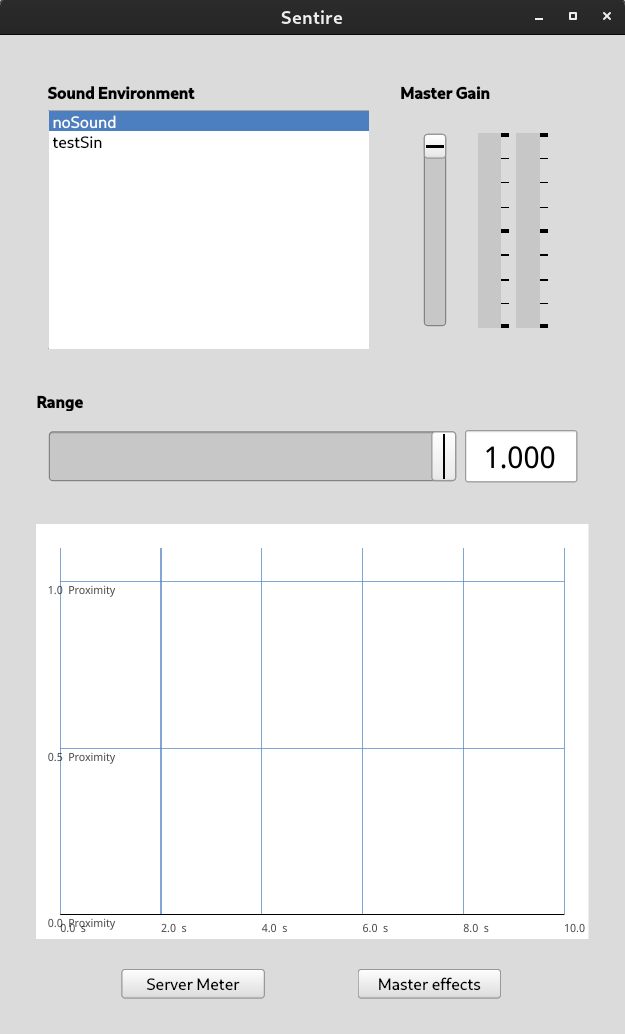 Sentire
Sound Environment
Master Gain
noSound
testSin
Range
1.000
1.0 Proximity
0.5 Proximity
0.0 Proximity
0.0 s 2.0 s 4.0 s 6.0 s 8.0 s 10.0
Server Meter
Master effects